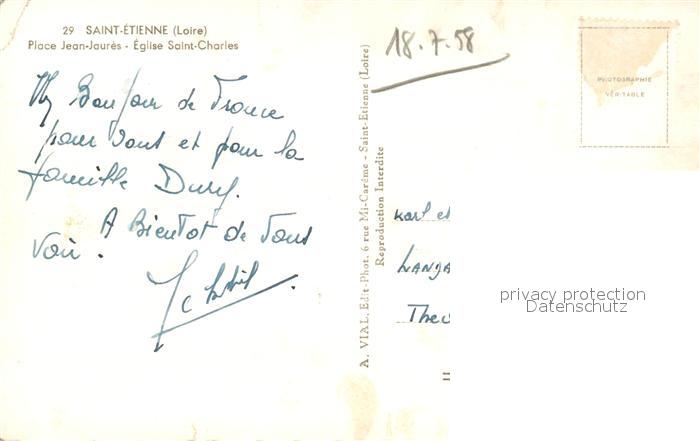 29 SAINT-ÉTIENNE (Loire)
Place Jean-Jaurès - Église Saint-Charles
Bonjour de France
pour vous et pour la
famille
A Bientot de vous
voir.
A. VIAL, Edit-Phot, 6 rue Mi-Carême - Saint-Etienne (Loire)
Reproduction Interdite
18.7.58
PHOTOGRAPHIE
VÉRITABLE
Karl et
privacy protection
Datenschutz